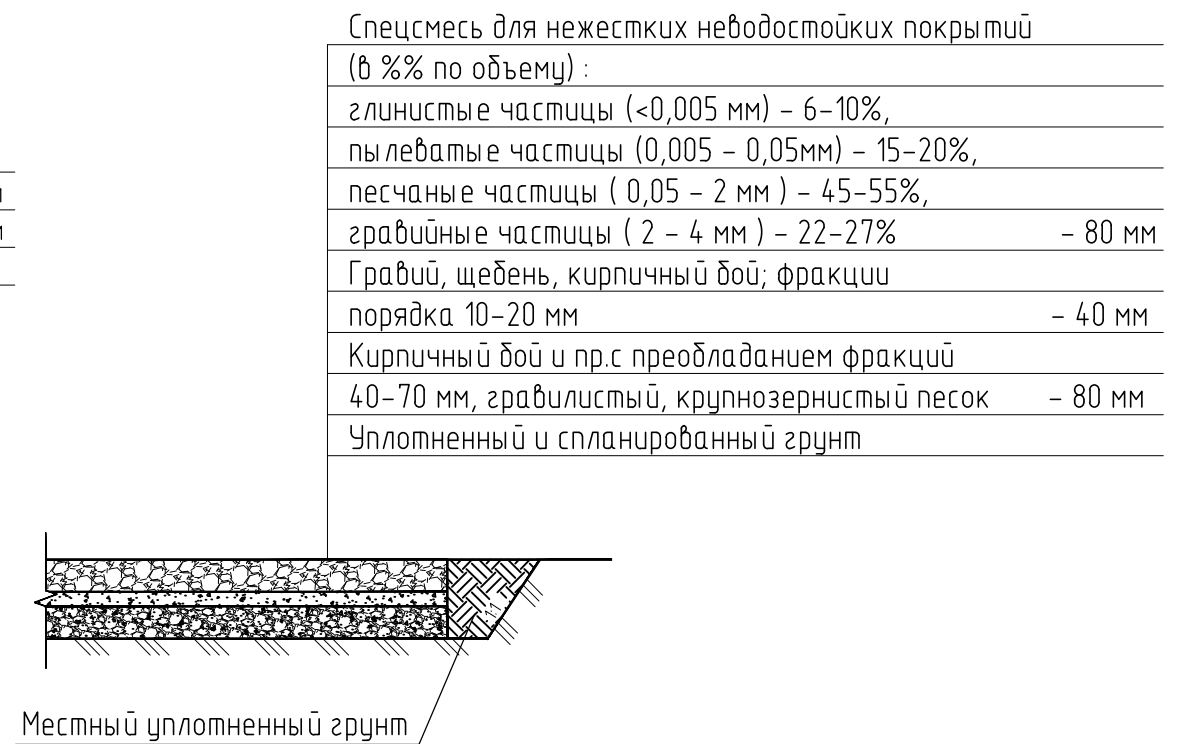 Спецсмесь для нежестких неводостойких покрытий
(в %% по объему) :
глинистые частицы (<0,005 мм) – 6–10%,
пылеватые частицы (0,005 – 0,05мм) – 15–20%,
песчаные частицы ( 0,05 – 2 мм ) – 45–55%,
гравийные частицы ( 2 – 4 мм ) – 22–27% – 80 мм
Гравий, щебень, кирпичный бой; фракции
порядка 10–20 мм – 40 мм
Кирпичный бой и пр.с преобладанием фракций
40–70 мм, гравилистый, крупнозернистый песок – 80 мм
Уплотненный и спланированный грунт
1:1
Местный уплотненный грунт